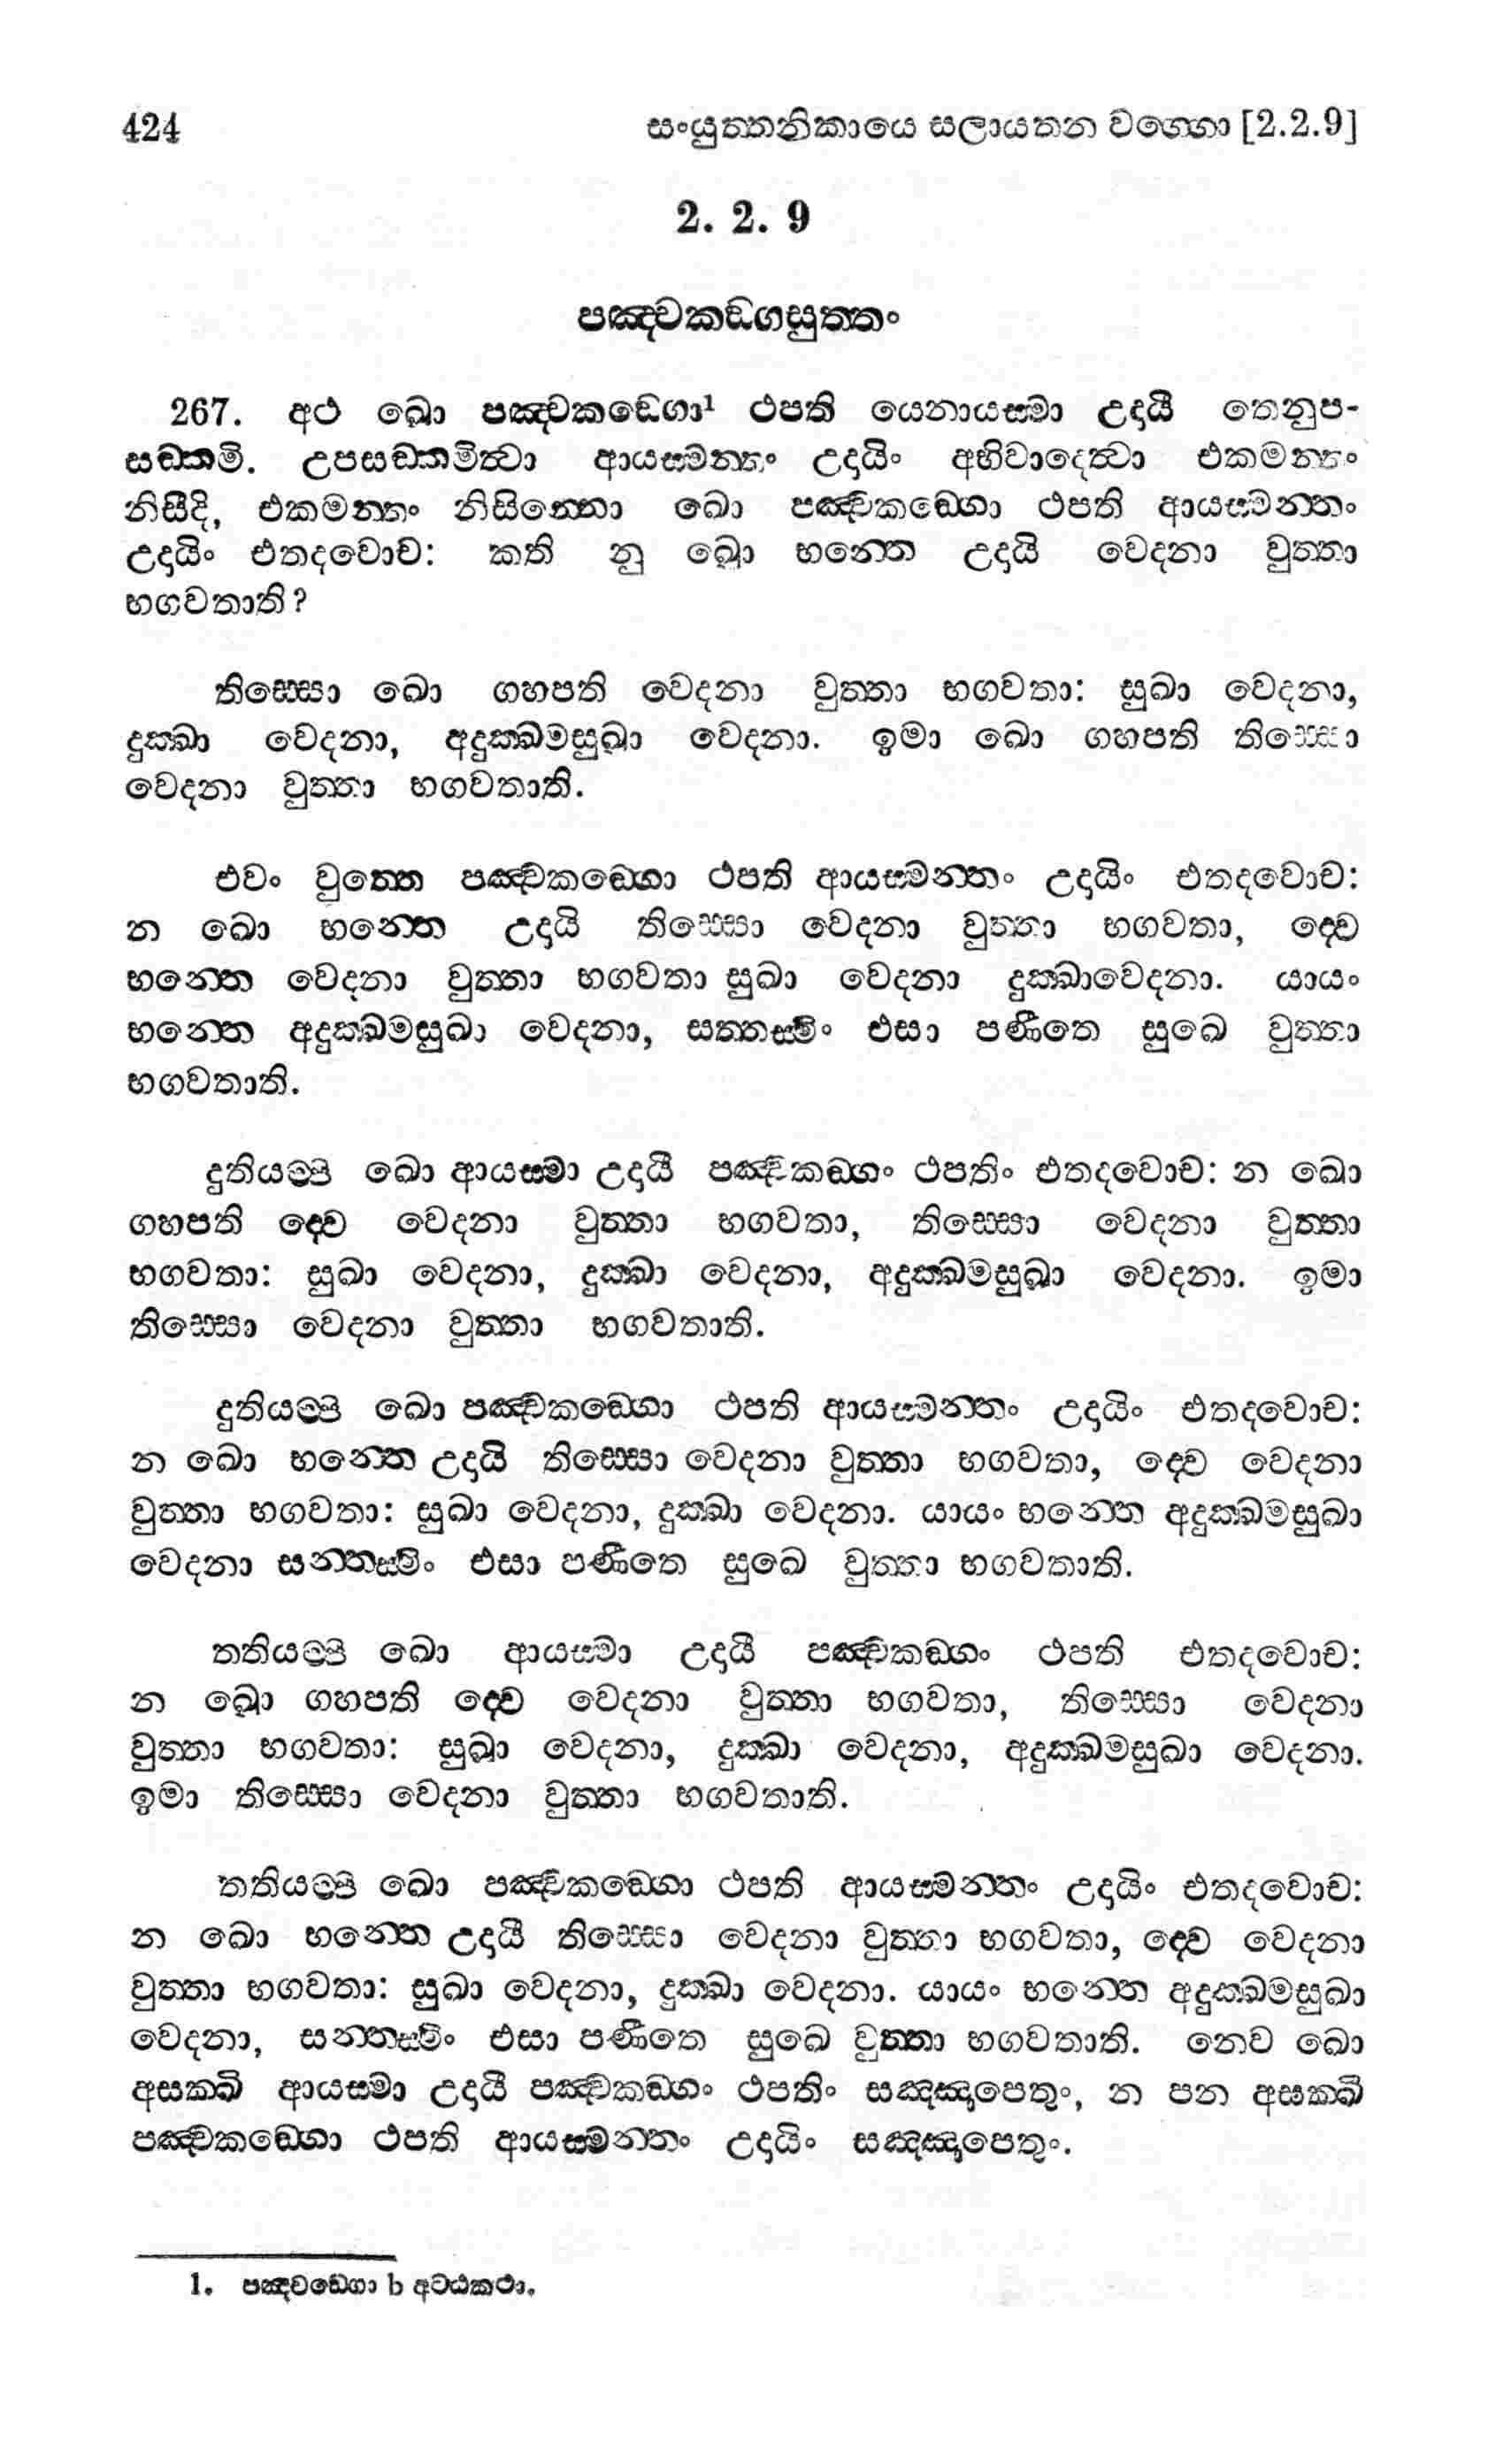 424 සංයුත්තනිකායෙ සලායතන වග්ගො [2.2.9]
2. 2. 9
පඤ්චකඞ්ගසුත්තං
267. අථ ඛො පඤ්චකඞ්ගො1 ථපති යෙනායස්මා උදායී තෙනුප-
සඞ්කමි. උපසඞ්කමිත්වා ආයස්මන්තං උදායිං අභිවාදෙත්වා එකමන්තං
නිසීදි, එකමන්තං නිසින්නො ඛො පඤ්චකඞ්ගො ථපති ආයස්මන්තං
උදායිං එතදවොච: කති නු ඛො භන්තෙ උදායි වෙදනා වුත්තා
භගවතාති?
තිස්සො ඛො ගහපති වෙදනා වුත්තා භගවතා: සුඛා වෙදනා,
දුක්ඛා වෙදනා, අදුක්ඛමසුඛා වෙදනා. ඉමා ඛො ගහපති තිස්සො
වෙදනා වුත්තා භගවතාති.
එවං වුත්තෙ පඤ්චකඞ්ගො ථපති ආයස්මන්තං උදායිං එතදවොච:
න ඛො භන්තෙ උදායි තිස්සො වෙදනා වුත්තා භගවතා, ද්වෙ
භන්තෙ වෙදනා වුත්තා භගවතා සුඛා වෙදනා දුක්ඛාවෙදනා. යායං
භන්තෙ අදුක්ඛමසුඛා වෙදනා, සත්තස්මිං එසා පණීතෙ සුඛෙ වුත්තා
භගවතාති.
දුතියම්පි ඛො ආයස්මා උදායී පඤ්චකඞ්ගං ථපතිං එතදවොච: න ඛො
ගහපති ද්වෙ වෙදනා වුත්තා භගවතා, තිස්සො වෙදනා වුත්තා
භගවතා: සුඛා වෙදනා, දුක්ඛා වෙදනා, අදුක්ඛමසුඛා වෙදනා. ඉමා
තිස්සො වෙදනා වුත්තා භගවතාති.
දුතියම්පි ඛො පඤ්චකඞ්ගො ථපති ආයස්මන්තං උදායිං එතදවොච:
න ඛො භන්තෙ උදායි තිස්සො වෙදනා වුත්තා භගවතා, ද්වෙ වෙදනා
වුත්තා භගවතා: සුඛා වෙදනා, දුක්ඛා වෙදනා. යායං භන්තෙ අදුක්ඛමසුඛා
වෙදනා සන්තස්මිං එසා පණීතෙ සුඛෙ වුත්තා භගවතාති.
තතියම්පි ඛො ආයස්මා උදායී පඤ්චකඞ්ගං ථපති එතදවොච:
න ඛො ගහපති ද්වෙ වෙදනා වුත්තා භගවතා, තිස්සො වෙදනා
වුත්තා භගවතා: සුඛා වෙදනා, දුක්ඛා වෙදනා, අදුක්ඛමසුඛා වෙදනා.
ඉමා තිස්සො වෙදනා වුත්තා භගවතාති.
තතියම්පි ඛො පඤ්චකඞ්ගො ථපති ආයස්මන්තං උදායිං එතදවොච:
න ඛො භන්තෙ උදායී තිස්සො වෙදනා වුත්තා භගවතා, ද්වෙ වෙදනා
වුත්තා භගවතා: සුඛා වෙදනා, දුක්ඛා වෙදනා. යායං භන්තෙ අදුක්ඛමසුඛා
වෙදනා, සන්තස්මිං එසා පණීතෙ සුඛෙ වුත්තා භගවතාති. නෙව ඛො
අසක්ඛි ආයස්මා උදායී පඤ්චකඞ්ගං ථපතිං සඤ්ඤාපෙතුං, න පන අසක්ඛි
පඤ්චකඞ්ගො ථපති ආයස්මන්තං උදායිං සඤ්ඤාපෙතුං.
1. පඤ්චඞ්ගො b අට්ඨකථා.